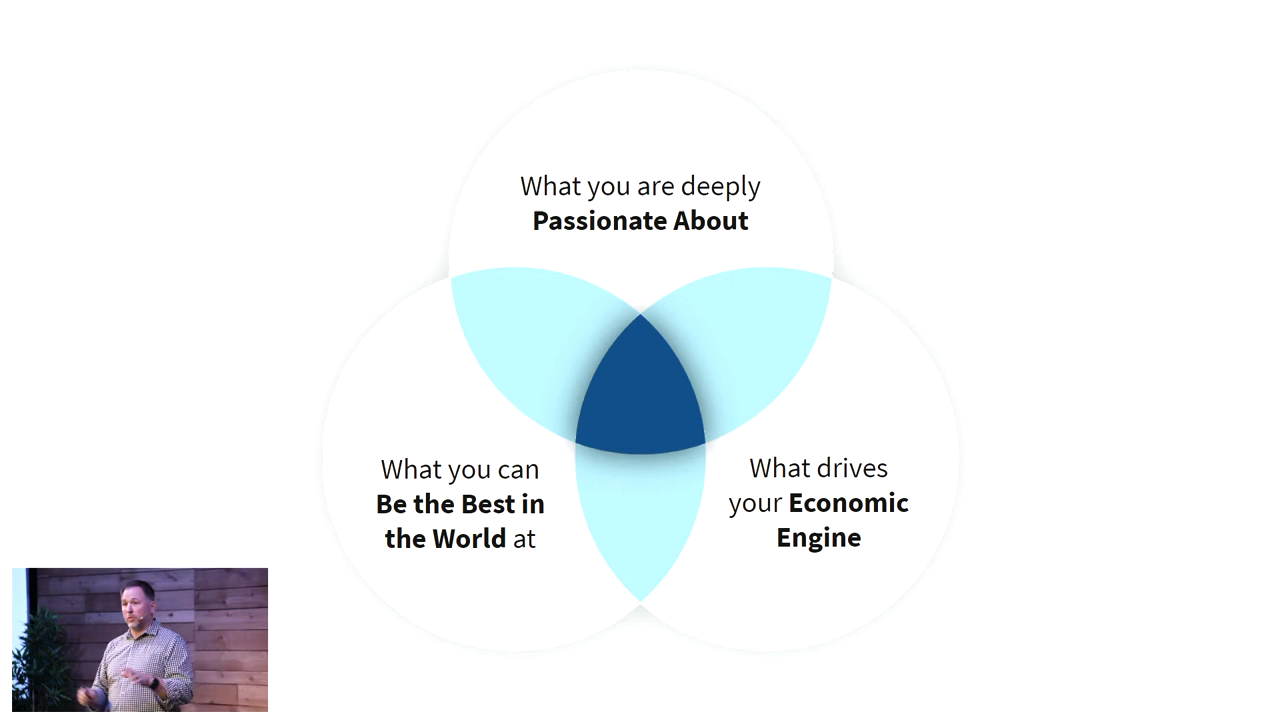 What you are deeply
Passionate About
What you can
Be the Best in
the World at
What drives
your Economic
Engine